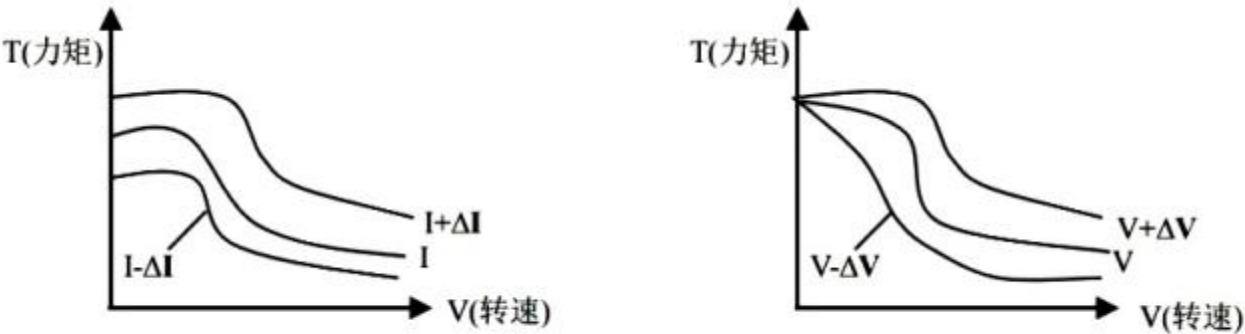 T(力矩)
I+ΔI
I
I-ΔI
V(转速)
T(力矩)
V+ΔV
V
V-ΔV
V(转速)